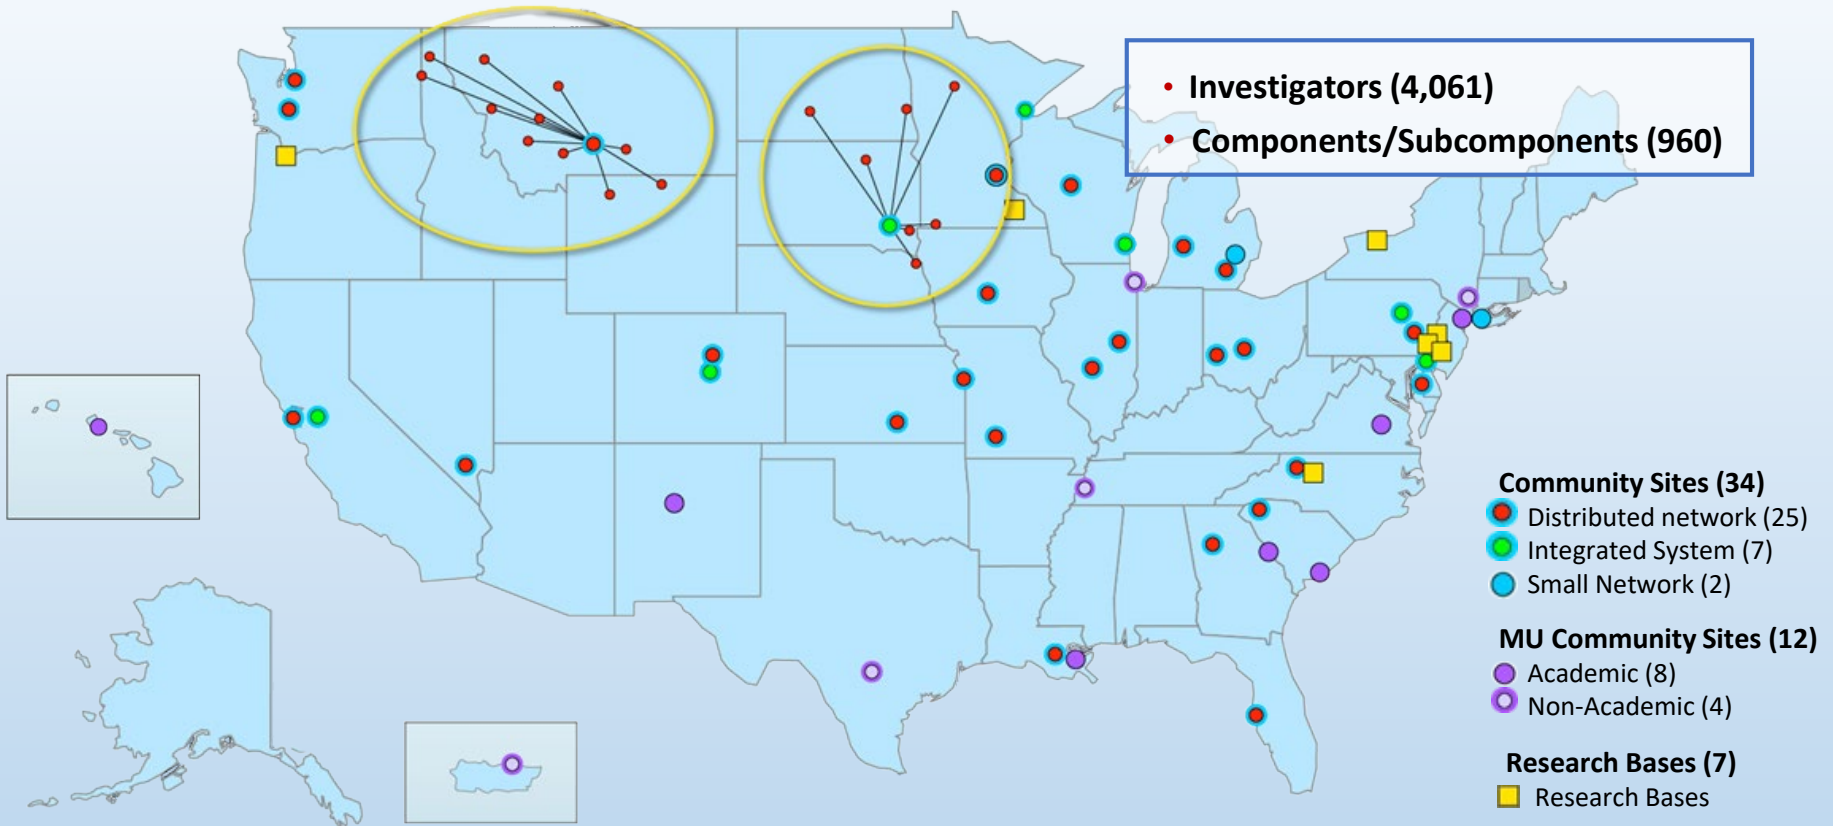 • Investigators (4,061)
• Components/Subcomponents (960)
Community Sites (34)
Distributed network (25)
Integrated System (7)
Small Network (2)
MU Community Sites (12)
Academic (8)
Non-Academic (4)
Research Bases (7)
Research Bases